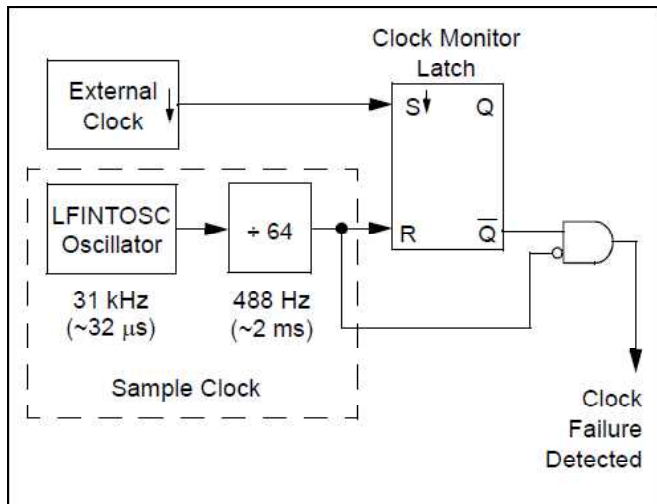 Clock Monitor
Latch
External
Clock
S
Q
LFINTOSC
Oscillator
÷ 64
R
Q̅
31 kHz
(~32 μs)
488 Hz
(~2 ms)
Sample Clock
Clock
Failure
Detected